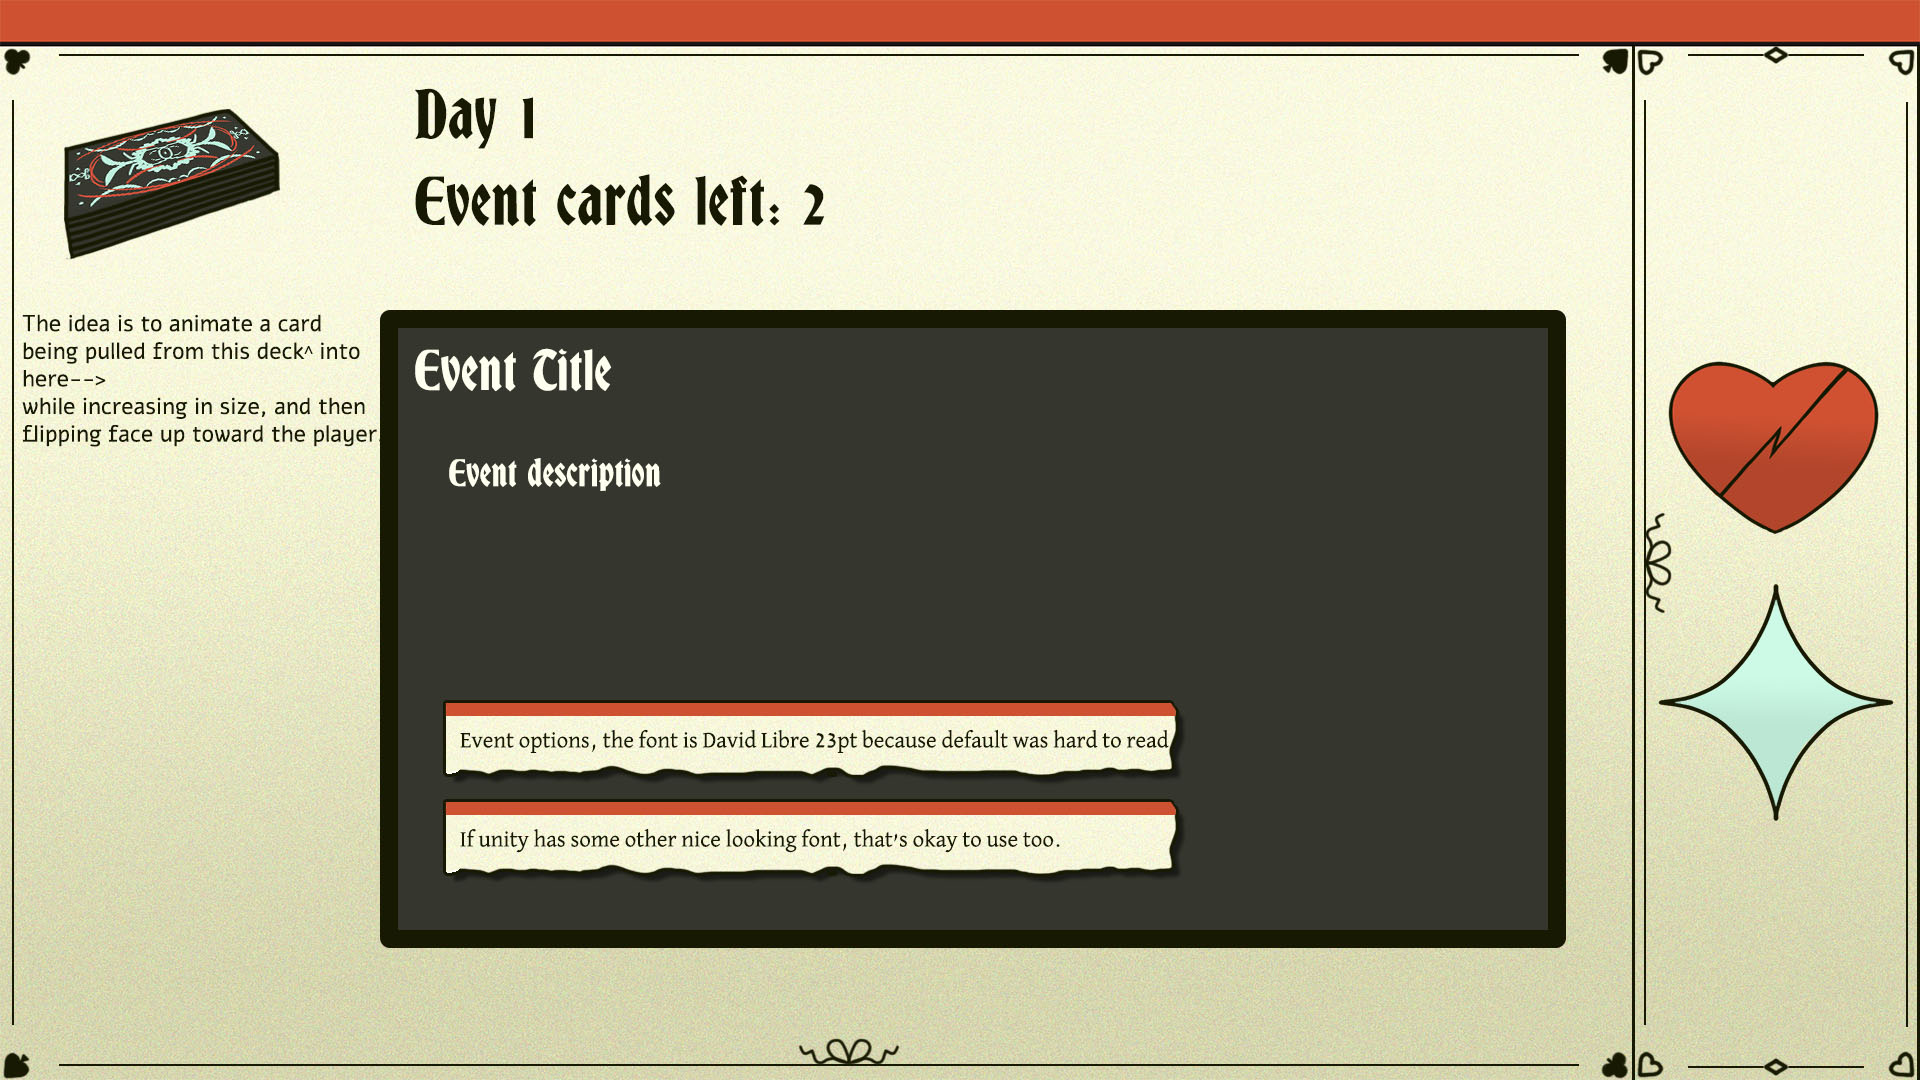 Day 1
Event cards left: 2
The idea is to animate a card
being pulled from this deck^ into
here-->
while increasing in size, and then
flipping face up toward the player.
Event Title
Event description
Event options, the font is David Libre 23pt because default was hard to read
If unity has some other nice looking font, that's okay to use too.